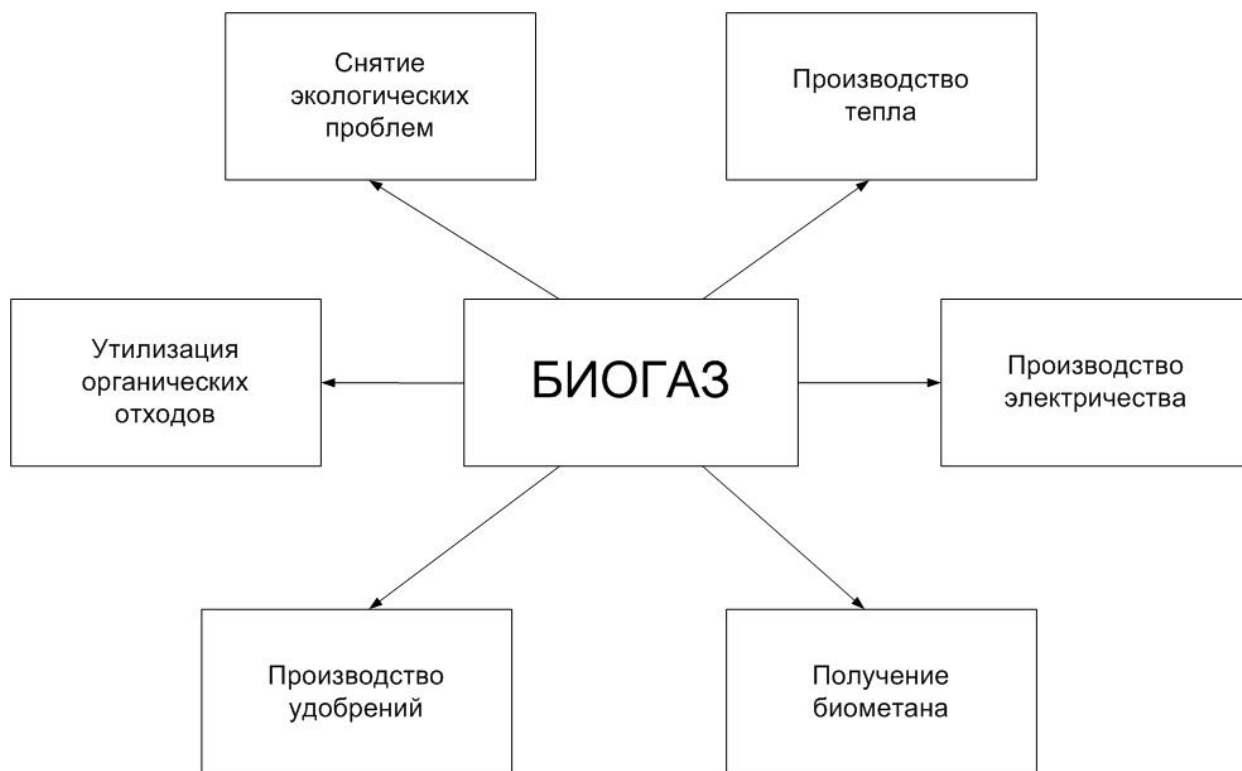 Снятие
экологических
проблем
Производство
тепла
Утилизация
органических
отходов
БИОГАЗ
Производство
электричества
Производство
удобрений
Получение
биометана